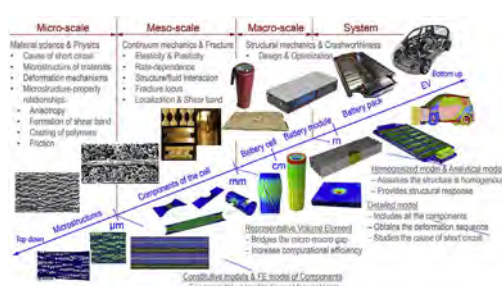 Micro-scale
Meso-scale
Macro-scale
System
Material science & Physics
• Cause of short circuit
• Microstructures of materials
• Deformation mechanisms
• Microstructure-property
relationships:
• Anisotropy
• Formation of shear band
• Coating of polymers
• Friction
Continuum mechanics & Fracture
• Elasticity & Plasticity
• Rate-dependence
• Structure/fluid Interaction
• Fracture locus
• Localization & Shear band
Structural mechanics & Crashworthiness
• Design & Optimization
Bottom up
EV
Battery pack
Battery module
Battery cell
m
cm
mm
Components of the cell
μm
Microstructures
Top down
Homogenized model & Analytical model
– Assumes the structure is homogenous
– Provides structural response
Detailed model
– Includes all the components
– Obtains the deformation sequence
– Studies the cause of short circuit
Representative Volume Element
– Bridges the micro macro gap
– Increase computational efficiency
Constitutive models & FE model of Components